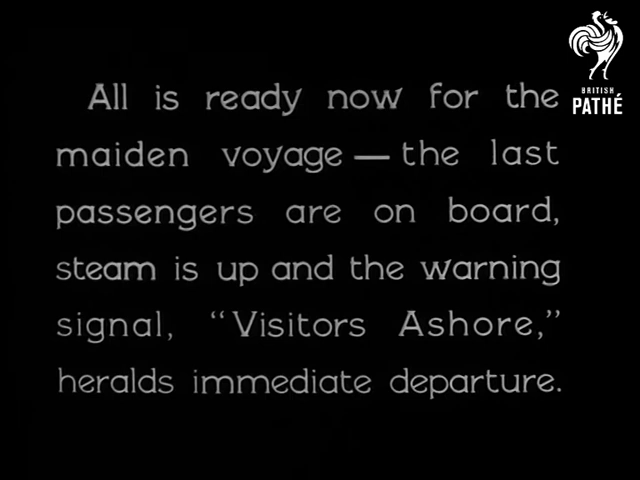 BRITISH
PATHÉ
All is ready now for the
maiden voyage — the last
passengers are on board,
steam is up and the warning
signal, “Visitors Ashore,”
heralds immediate departure.